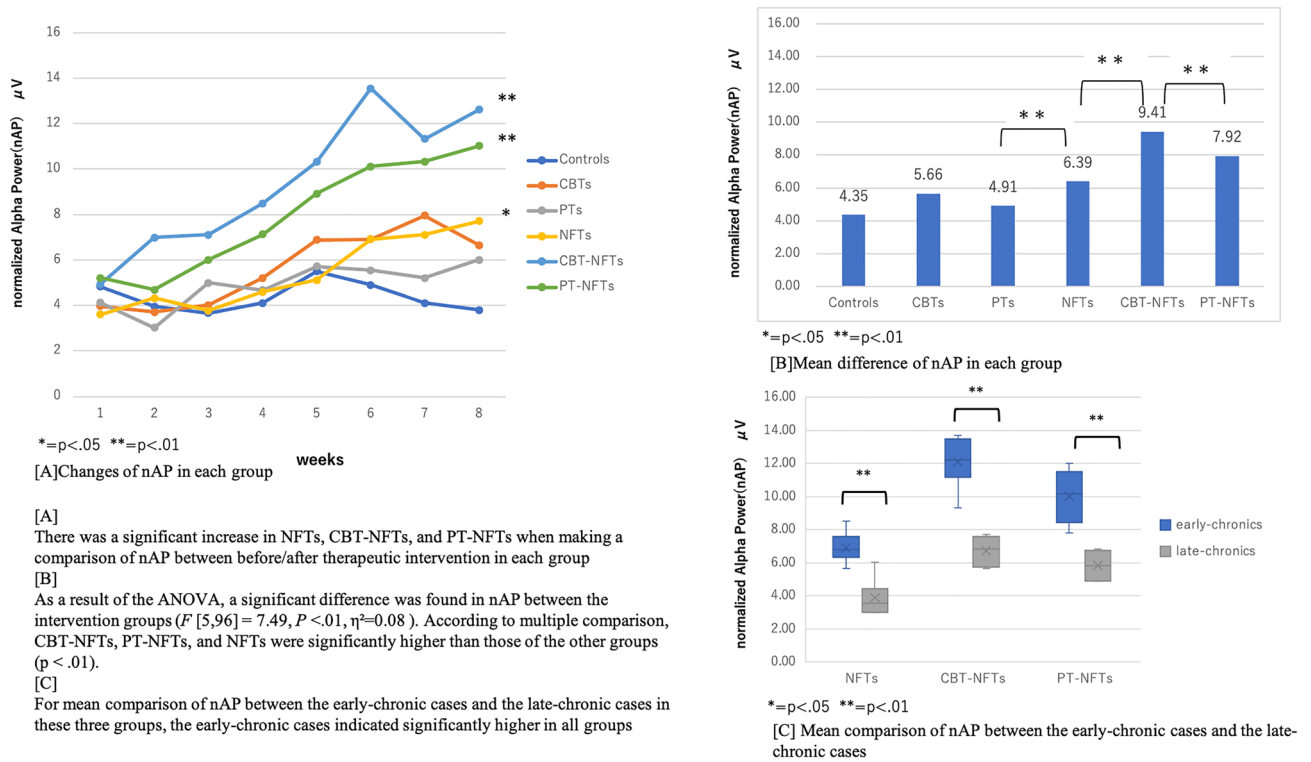 normalized Alpha Power(nAP) μV
16
14
12
10
8
6
4
2
0
1 2 3 4 5 6 7 8
**
**
*
Controls
CBTs
PTs
NFTs
CBT-NFTs
PT-NFTs
*=p<.05 **=p<.01
weeks
[A]Changes of nAP in each group
[A]
There was a significant increase in NFTs, CBT-NFTs, and PT-NFTs when making a
comparison of nAP between before/after therapeutic intervention in each group
[B]
As a result of the ANOVA, a significant difference was found in nAP between the
intervention groups (F [5,96] = 7.49, P <.01, η²=0.08 ). According to multiple comparison,
CBT-NFTs, PT-NFTs, and NFTs were significantly higher than those of the other groups
(p < .01).
[C]
For mean comparison of nAP between the early-chronic cases and the late-chronic cases in
these three groups, the early-chronic cases indicated significantly higher in all groups
normalized Alpha Power(nAP) μV
16.00
14.00
12.00
10.00
8.00
6.00
4.00
2.00
0.00
4.35
5.66
4.91
6.39
9.41
7.92
**
**
**
Controls CBTs PTs NFTs CBT-NFTs PT-NFTs
*=p<.05 **=p<.01
[B]Mean difference of nAP in each group
normalized Alpha Power(nAP) μV
16.00
14.00
12.00
10.00
8.00
6.00
4.00
2.00
0.00
**
**
**
early-chronics
late-chronics
NFTs CBT-NFTs PT-NFTs
*=p<.05 **=p<.01
[C] Mean comparison of nAP between the early-chronic cases and the late-
chronic cases